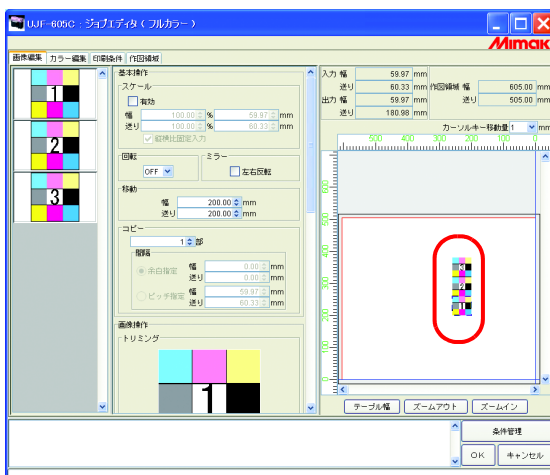 UJF-605C : ジョブエディタ ( フルカラー )
Mimaki
画像編集 カラー編集 印刷条件 作図領域
1
2
3
基本操作
スケール
有効
幅 100.00 % 59.97 mm
送り 100.00 % 60.33 mm
縦横比固定入力
回転
OFF
ミラー
左右反転
移動
幅 200.00 mm
送り 200.00 mm
コピー
1 部
間隔
余白指定 幅 0.00 mm
送り 0.00 mm
ピッチ指定 幅 59.97 mm
送り 60.33 mm
画像操作
トリミング
1
入力 幅 59.97 mm
送り 60.33 mm
出力 幅 59.97 mm
送り 180.98 mm
作図領域 幅 605.00 mm
送り 505.00 mm
カーソルキー移動量 1 mm
500 400 300 200 100 0
3
2
1
テーブル幅 ズームアウト ズームイン
条件管理
OK キャンセル